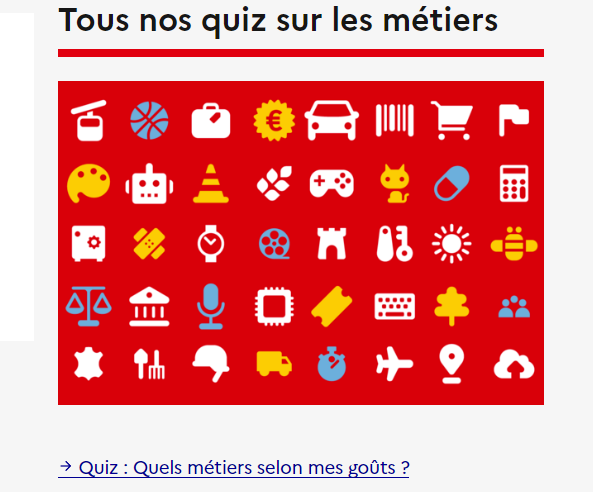 Tous nos quiz sur les métiers
→ Quiz : Quels métiers selon mes goûts ?